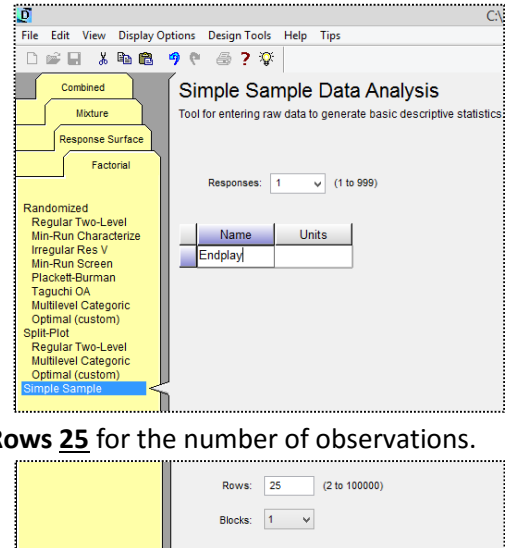 D C:\
File Edit View Display Options Design Tools Help Tips
Combined
Mixture
Response Surface
Factorial
Randomized
Regular Two-Level
Min-Run Characterize
Irregular Res V
Min-Run Screen
Plackett-Burman
Taguchi OA
Multilevel Categoric
Optimal (custom)
Split-Plot
Regular Two-Level
Multilevel Categoric
Optimal (custom)
Simple Sample
Simple Sample Data Analysis
Tool for entering raw data to generate basic descriptive statistics
Responses: 1 (1 to 999)
Name Units
Endplay
Rows 25 for the number of observations.
Rows: 25 (2 to 100000)
Blocks: 1